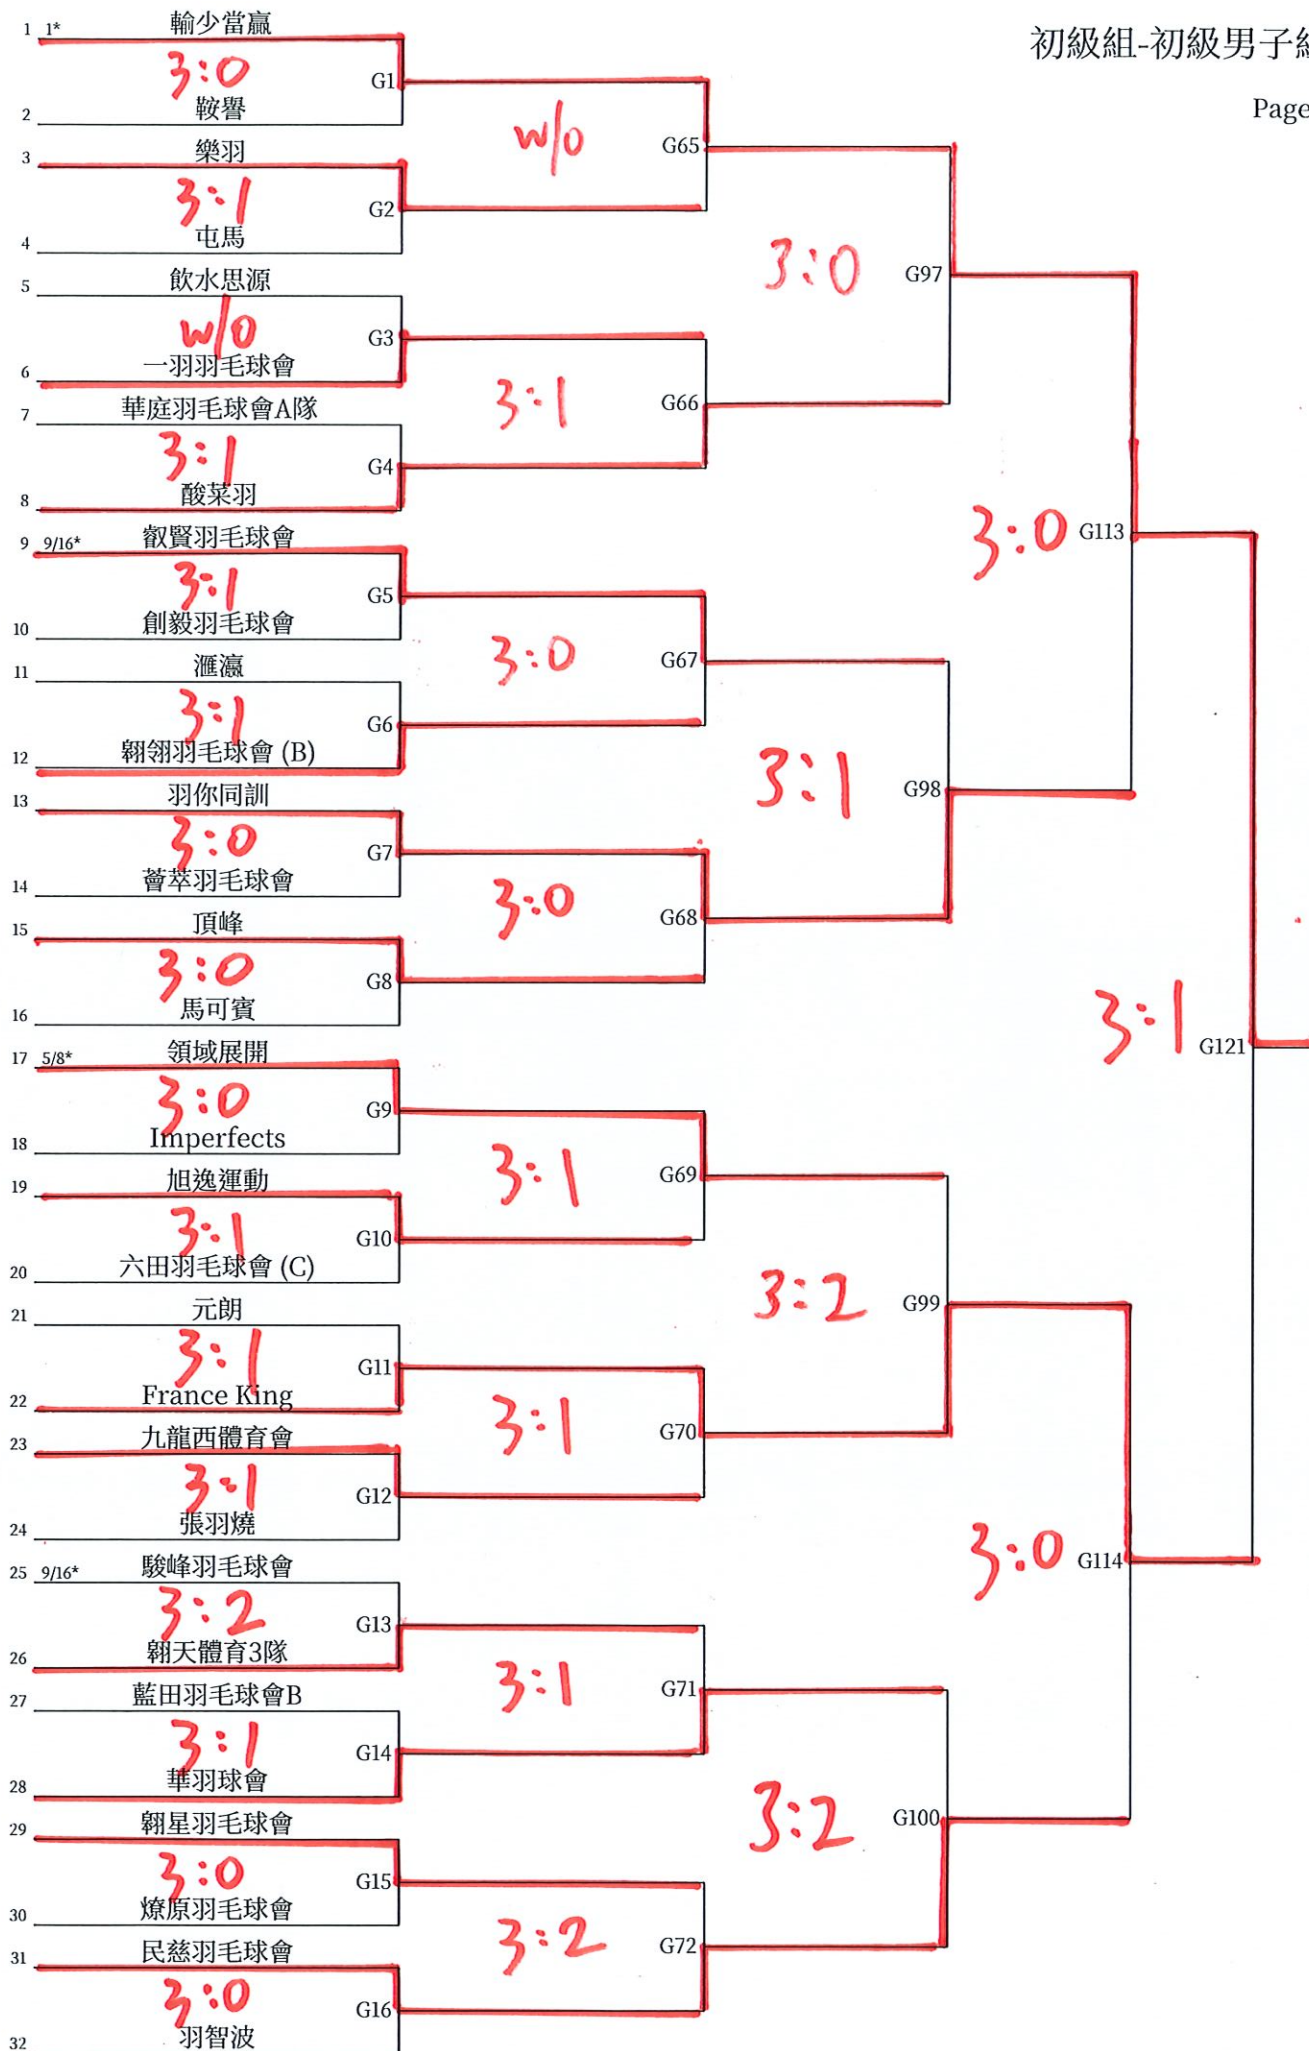 初級組-初級男子組
Page
1 1* 輸少當贏
3:0 G1
2 鞍譽
w/o G65
3 樂羽
3:1 G2
4 屯馬
3:0 G97
5 飲水思源
w/o G3
6 一羽羽毛球會
3:1 G66
7 華庭羽毛球會A隊
3:1 G4
8 酸菜羽
3:0 G113
9 9/16* 叡賢羽毛球會
3:1 G5
10 創毅羽毛球會
3:0 G67
11 滙瀛
3:1 G6
12 翱翎羽毛球會 (B)
3:1 G98
13 羽你同訓
3:0 G7
14 薈萃羽毛球會
3:0 G68
15 頂峰
3:0 G8
16 馬可賓
3:1 G121
17 5/8* 領域展開
3:0 G9
18 Imperfects
3:1 G69
19 旭逸運動
3:1 G10
20 六田羽毛球會 (C)
3:2 G99
21 元朗
3:1 G11
22 France King
3:1 G70
23 九龍西體育會
3:1 G12
24 張羽燒
3:0 G114
25 9/16* 駿峰羽毛球會
3:2 G13
26 翱天體育3隊
3:1 G71
27 藍田羽毛球會B
3:1 G14
28 華羽球會
3:2 G100
29 翱星羽毛球會
3:0 G15
30 燎原羽毛球會
3:2 G72
31 民慈羽毛球會
3:0 G16
32 羽智波